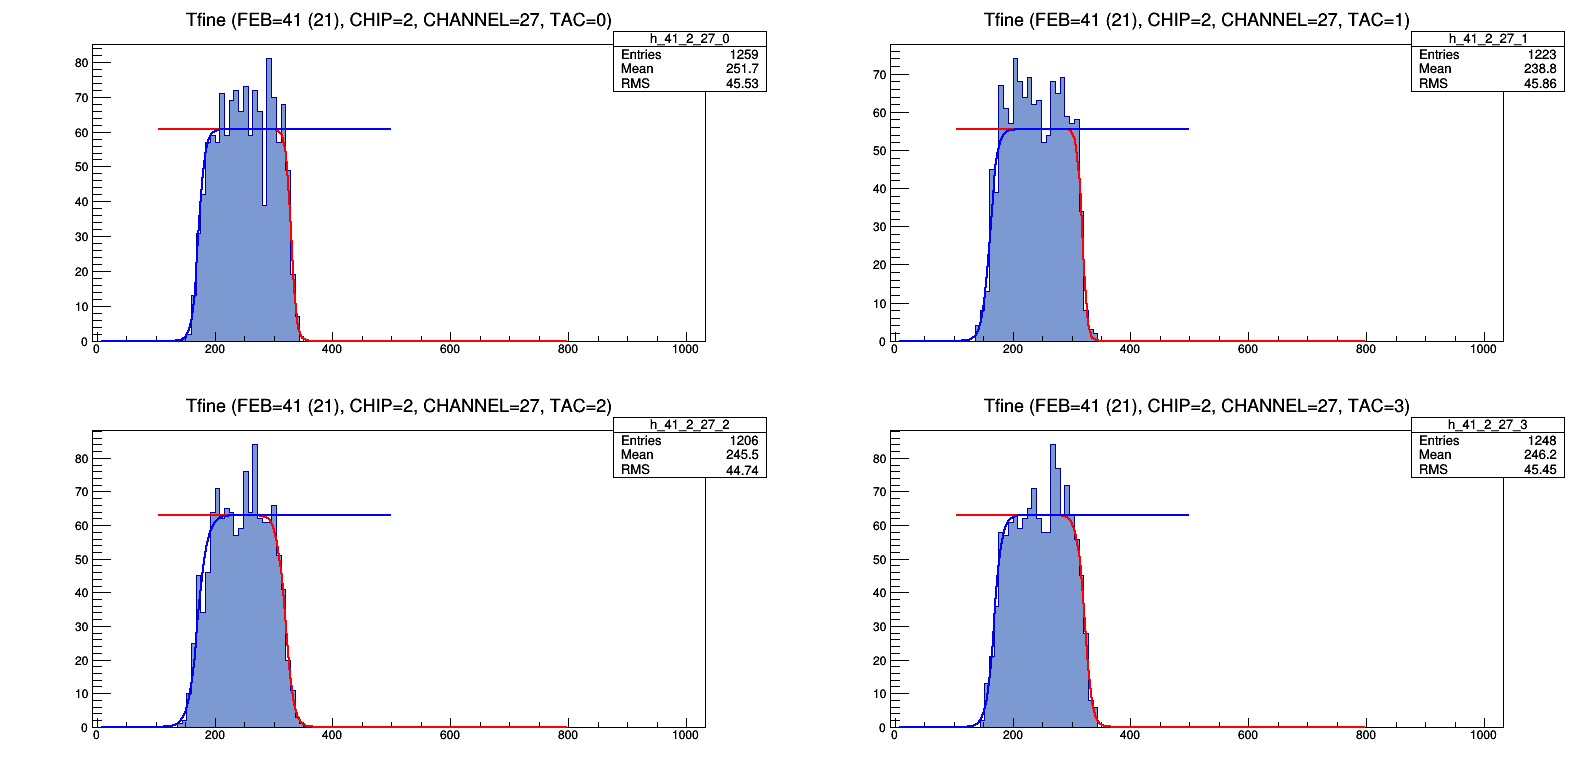 Tfine (FEB=41 (21), CHIP=2, CHANNEL=27, TAC=0)
h_41_2_27_0
Entries 1259
Mean 251.7
RMS 45.53
80
70
60
50
40
30
20
10
0
0 200 400 600 800 1000
Tfine (FEB=41 (21), CHIP=2, CHANNEL=27, TAC=1)
h_41_2_27_1
Entries 1223
Mean 238.8
RMS 45.86
70
60
50
40
30
20
10
0
0 200 400 600 800 1000
Tfine (FEB=41 (21), CHIP=2, CHANNEL=27, TAC=2)
h_41_2_27_2
Entries 1206
Mean 245.5
RMS 44.74
80
70
60
50
40
30
20
10
0
0 200 400 600 800 1000
Tfine (FEB=41 (21), CHIP=2, CHANNEL=27, TAC=3)
h_41_2_27_3
Entries 1248
Mean 246.2
RMS 45.45
80
70
60
50
40
30
20
10
0
0 200 400 600 800 1000